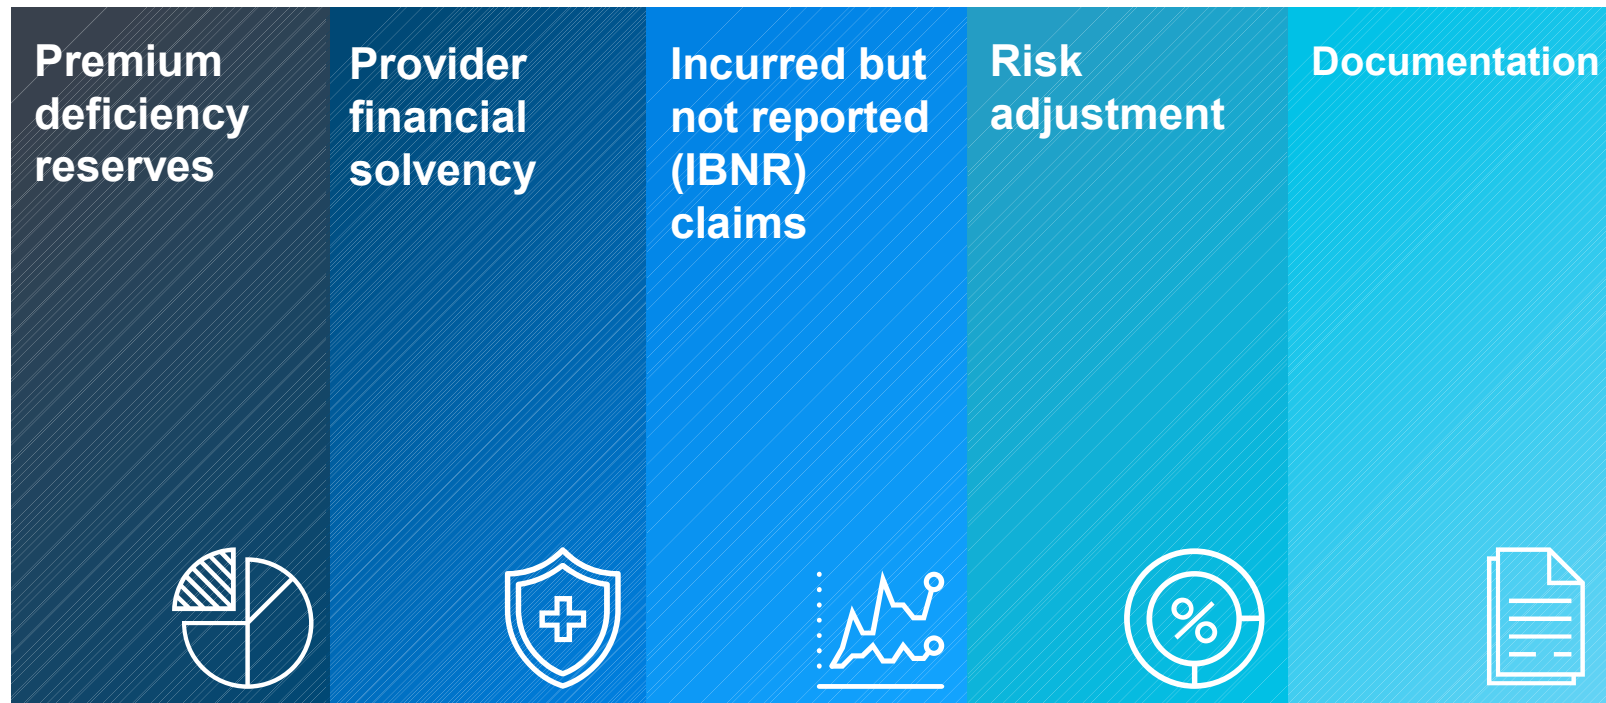 Premium
deficiency
reserves
Provider
financial
solvency
Incurred but
not reported
(IBNR)
claims
Risk
adjustment
Documentation
%